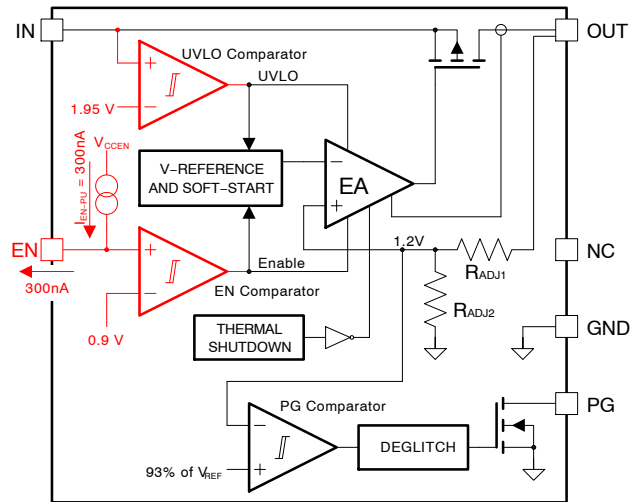 IN
OUT
UVLO Comparator
UVLO
+
−
1.95 V
VCCEN
IEN-PU = 300nA
V-REFERENCE
AND SOFT-START
−
EA
+
EN
+
−
Enable
EN Comparator
300nA
0.9 V
1.2V
RADJ1
RADJ2
NC
GND
THERMAL
SHUTDOWN
PG Comparator
PG
−
+
DEGLITCH
93% of VREF